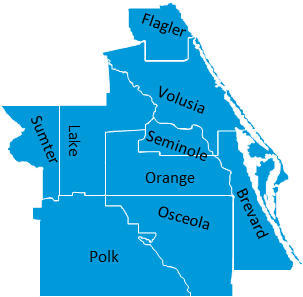 Flagler
Volusia
Sumter
Lake
Seminole
Orange
Brevard
Osceola
Polk